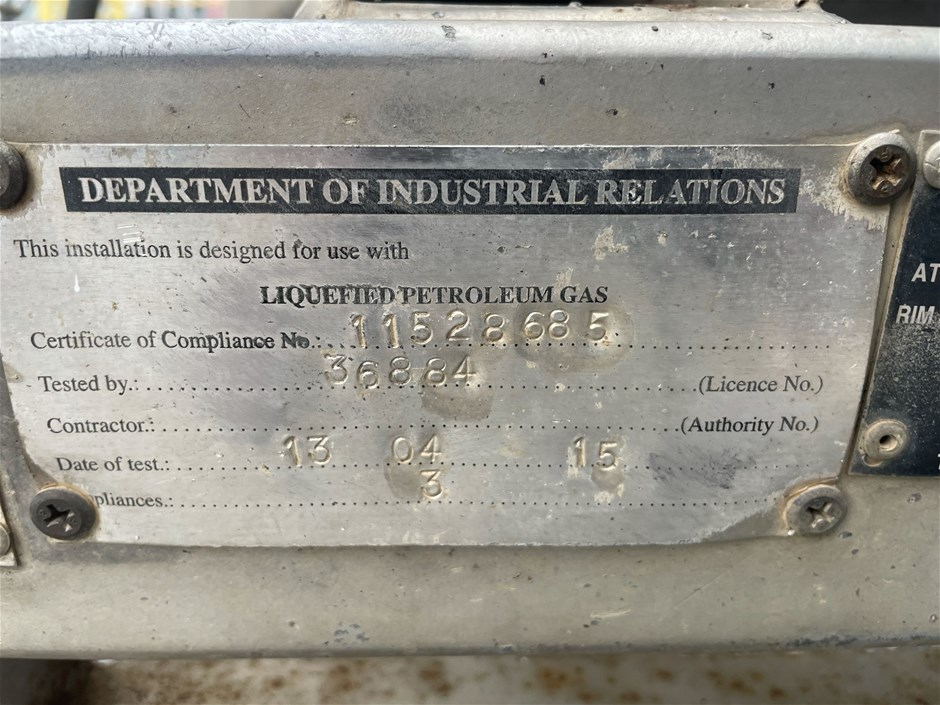 DEPARTMENT OF INDUSTRIAL RELATIONS
This installation is designed for use with
LIQUEFIED PETROLEUM GAS
Certificate of Compliance No.: 11528685
Tested by.: 36884 (Licence No.)
Contractor.: (Authority No.)
Date of test.: 13 04 15
pliances.: 3
AT
RIM